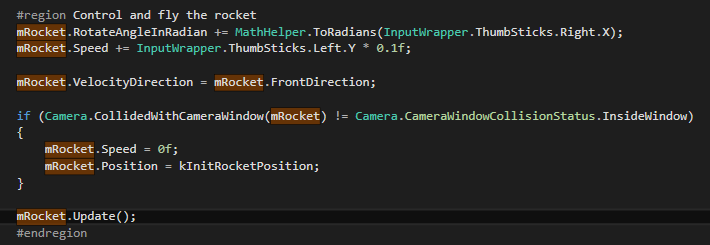 #region Control and fly the rocket
mRocket.RotateAngleInRadian += MathHelper.ToRadians(InputWrapper.ThumbSticks.Right.X);
mRocket.Speed += InputWrapper.ThumbSticks.Left.Y * 0.1f;
mRocket.VelocityDirection = mRocket.FrontDirection;
if (Camera.CollidedWithCameraWindow(mRocket) != Camera.CameraWindowCollisionStatus.InsideWindow)
{
mRocket.Speed = 0f;
mRocket.Position = kInitRocketPosition;
}
mRocket.Update();
#endregion